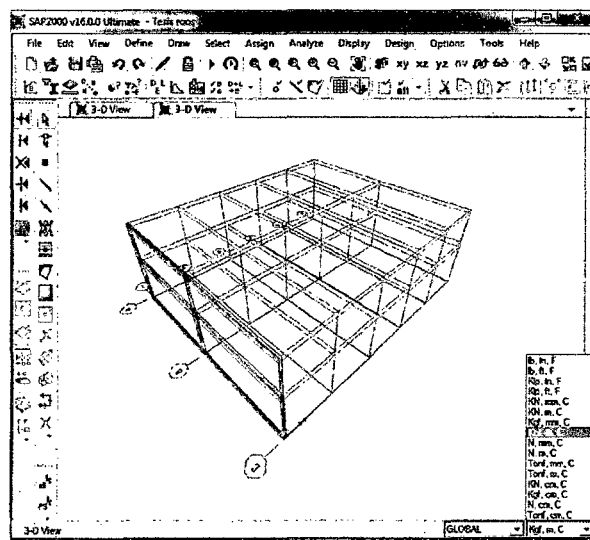 SAP2000 v16.0.0 Ultimate - Tesis
File Edit View Define Draw Select Assign Analyze Display Design Options Tools Help
xy xz yz nv
3-D View 3-D View
lb, in, F
lb, ft, F
Kip, in, F
Kip, ft, F
KN, mm, C
KN, m, C
Kgf, mm, C
N, mm, C
N, m, C
Tonf, mm, C
Tonf, m, C
KN, cm, C
Kgf, cm, C
N, cm, C
Tonf, cm, C
3-D View GLOBAL Kgf, m, C